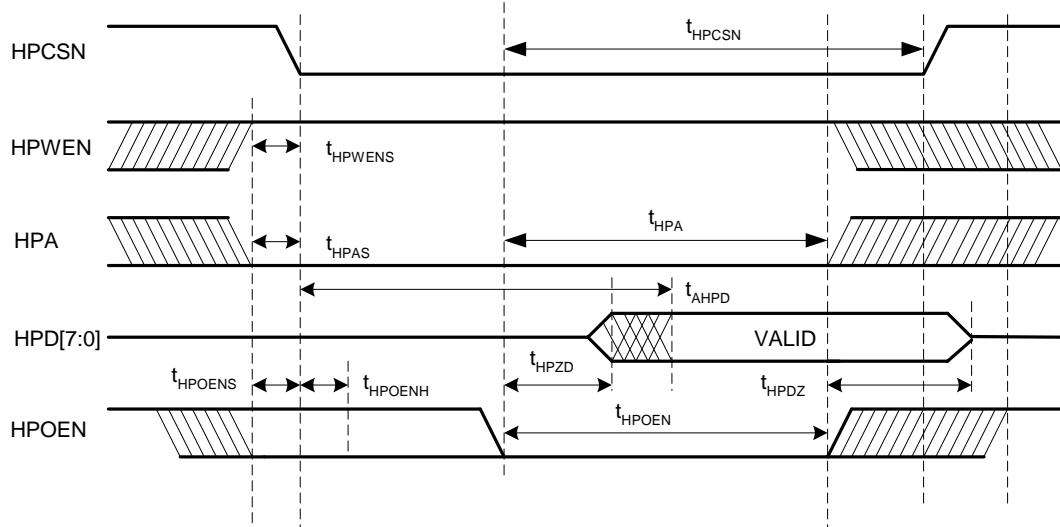 t_HPCSN
HPCSN
HPWEN
t_HPWENS
t_HPA
HPA
t_HPAS
t_AHPD
HPD[7:0]
VALID
t_HPZD
t_HPOENS
t_HPOENH
t_HPDZ
t_HPOEN
HPOEN